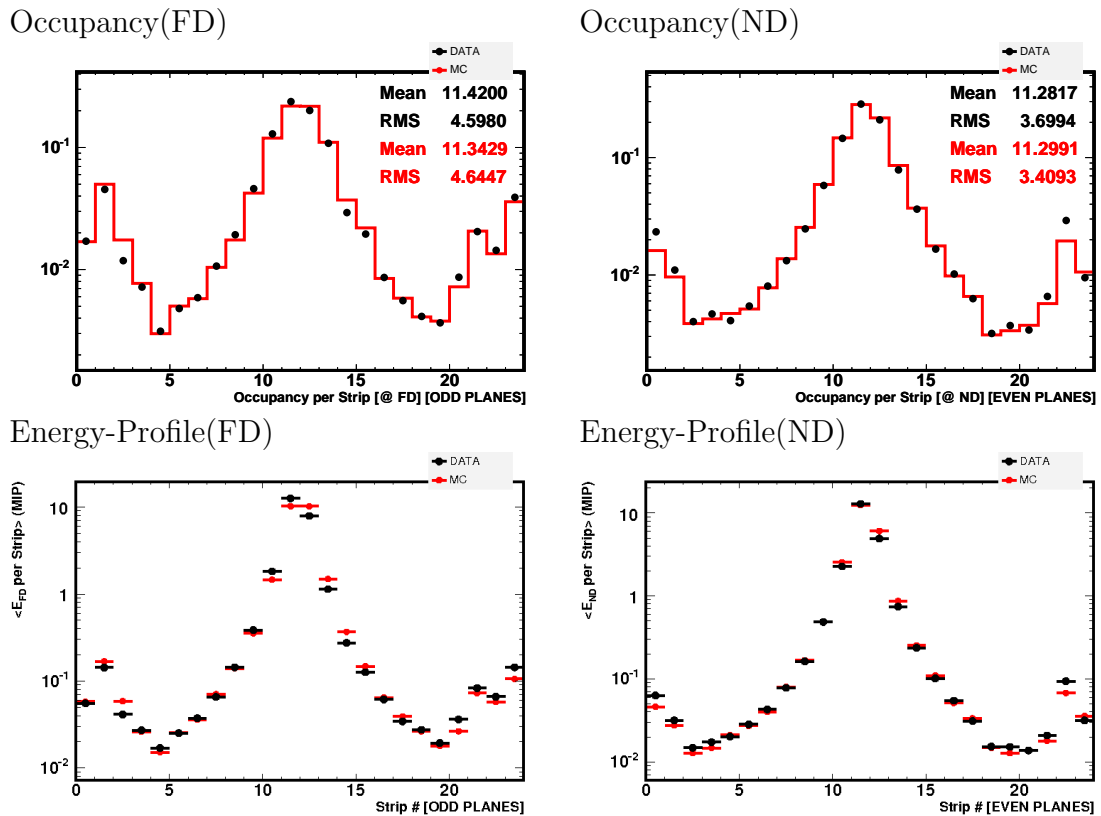 Occupancy(FD)
DATA
MC
Mean 11.4200
RMS 4.5980
Mean 11.3429
RMS 4.6447
10^-1
10^-2
0 5 10 15 20
Occupancy per Strip [@ FD] [ODD PLANES]
Occupancy(ND)
DATA
MC
Mean 11.2817
RMS 3.6994
Mean 11.2991
RMS 3.4093
10^-1
10^-2
0 5 10 15 20
Occupancy per Strip [@ ND] [EVEN PLANES]
Energy-Profile(FD)
DATA
MC
<E_FD per Strip> (MIP)
10
1
10^-1
10^-2
0 5 10 15 20
Strip # [ODD PLANES]
Energy-Profile(ND)
DATA
MC
<E_ND per Strip> (MIP)
10
1
10^-1
10^-2
0 5 10 15 20
Strip # [EVEN PLANES]